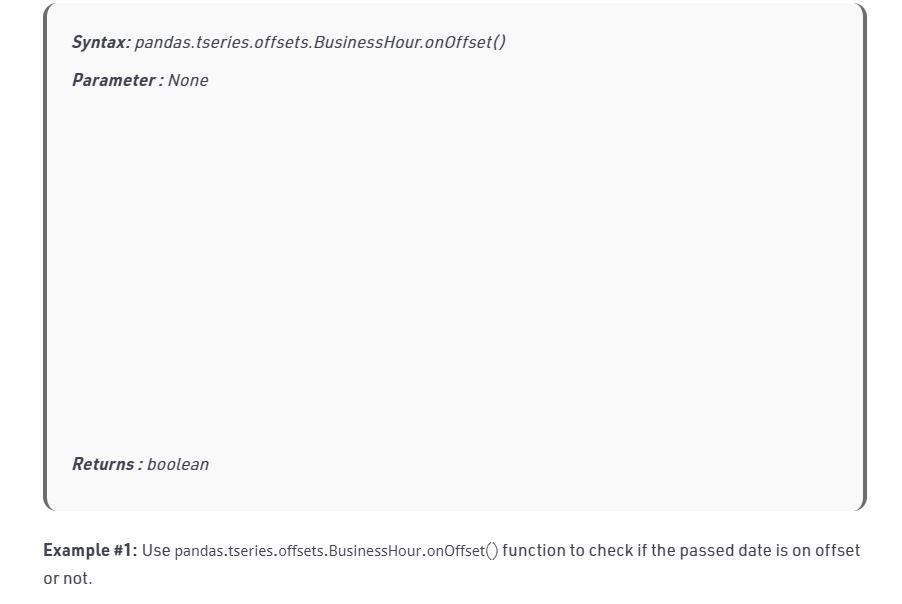 Syntax: pandas.tseries.offsets.BusinessHour.onOffset()
Parameter : None
Returns : boolean
Example #1: Use pandas.tseries.offsets.BusinessHour.onOffset() function to check if the passed date is on offset
or not.